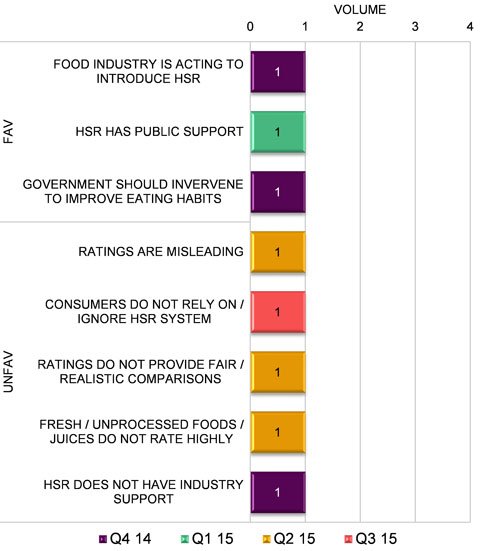 VOLUME
0 1 2 3 4
FAV
FOOD INDUSTRY IS ACTING TO
INTRODUCE HSR
1
HSR HAS PUBLIC SUPPORT
1
GOVERNMENT SHOULD INVERVENE
TO IMPROVE EATING HABITS
1
UNFAV
RATINGS ARE MISLEADING
1
CONSUMERS DO NOT RELY ON /
IGNORE HSR SYSTEM
1
RATINGS DO NOT PROVIDE FAIR /
REALISTIC COMPARISONS
1
FRESH / UNPROCESSED FOODS /
JUICES DO NOT RATE HIGHLY
1
HSR DOES NOT HAVE INDUSTRY
SUPPORT
1
Q4 14 Q1 15 Q2 15 Q3 15